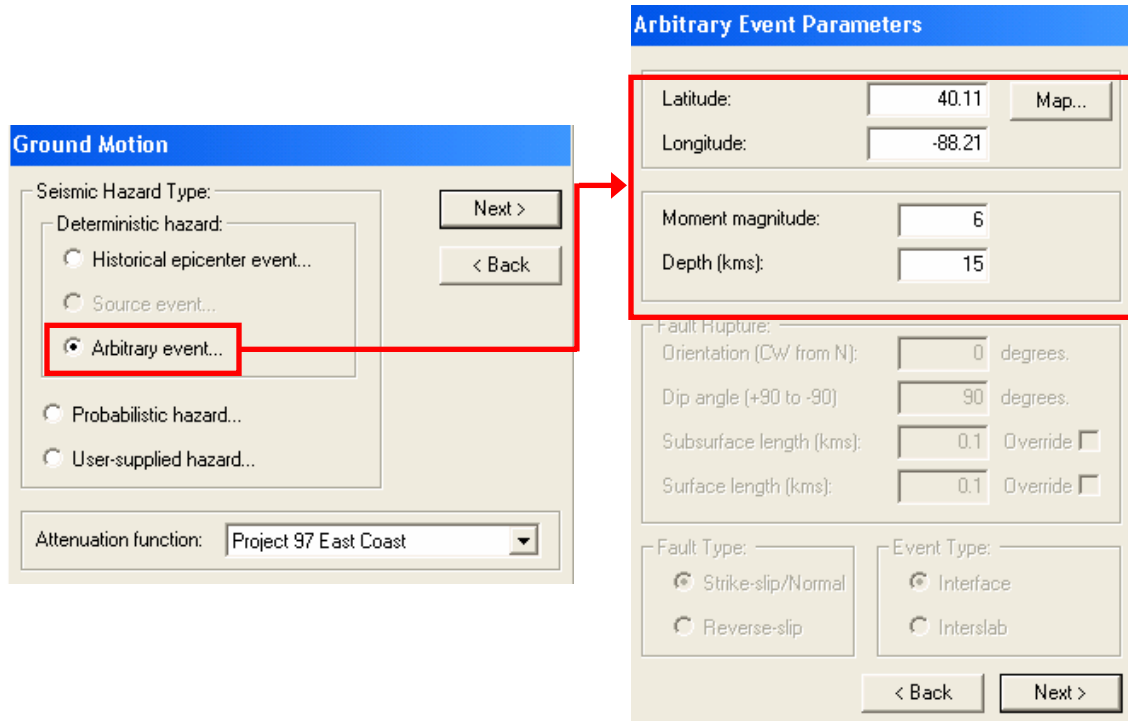 Ground Motion
Seismic Hazard Type:
Deterministic hazard:
Historical epicenter event...
Source event...
Arbitrary event...
Probabilistic hazard...
User-supplied hazard...
Next >
< Back
Attenuation function: Project 97 East Coast
Arbitrary Event Parameters
Latitude: 40.11 Map...
Longitude: -88.21
Moment magnitude: 6
Depth (kms): 15
Fault Rupture:
Orientation (CW from N): 0 degrees.
Dip angle (+90 to -90) 90 degrees.
Subsurface length (kms): 0.1 Override
Surface length (kms): 0.1 Override
Fault Type:
Strike-slip/Normal
Reverse-slip
Event Type:
Interface
Interslab
< Back Next >